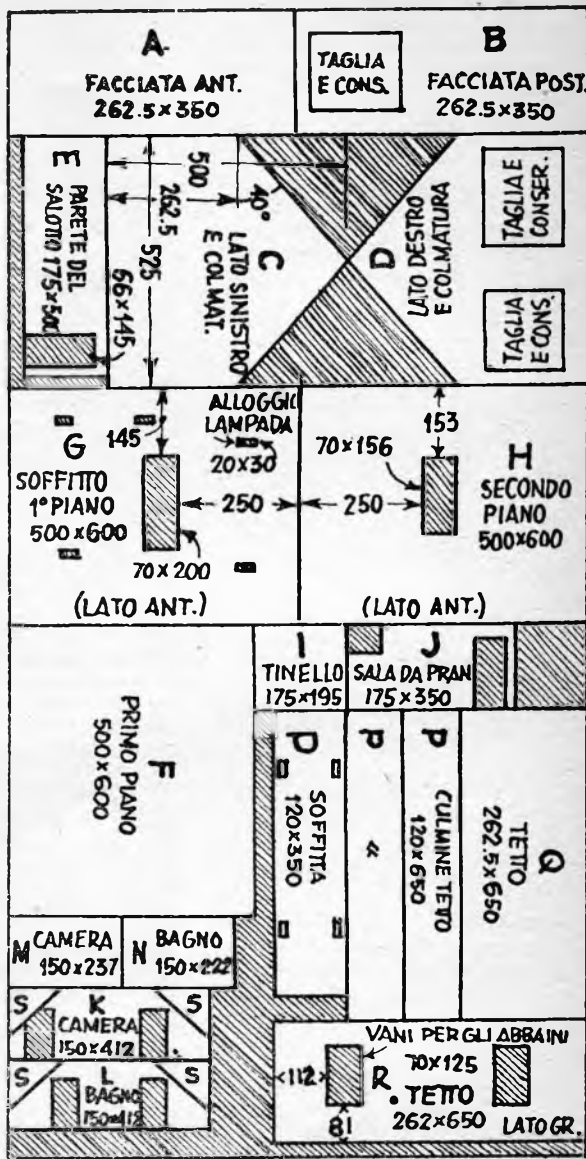 A
FACCIATA ANT.
262.5×350
TAGLIA
E CONS.
B
FACCIATA POST.
262.5×350
E
PARETE DEL
SALOTTO 175×500
66×145
500
262.5
525
40°
C
LATO SINISTRO
E COLMAT.
D
LATO DESTRO
E COLMATURA
TAGLIA E
CONSER.
TAGLIA
E CONS.
G
SOFFITTO
1º PIANO
500×600
145
ALLOGGIO
LAMPADA
20×30
250
70×200
(LATO ANT.)
153
70×156
250
H
SECONDO
PIANO
500×600
(LATO ANT.)
F
PRIMO PIANO
500×600
I
TINELLO
175×195
J
SALA DA PRAN
175×350
P
SOFFITTA
120×350
P
"
P
CULMINE TETTO
120×650
Q
TETTO
262.5×650
M CAMERA
150×237
N BAGNO
150×222
S K S
CAMERA
150×412
S L S
BAGNO
150×412
VANI PER GLI ABBAINI
70×125
112
R. TETTO
262×650
81
LATO GR.